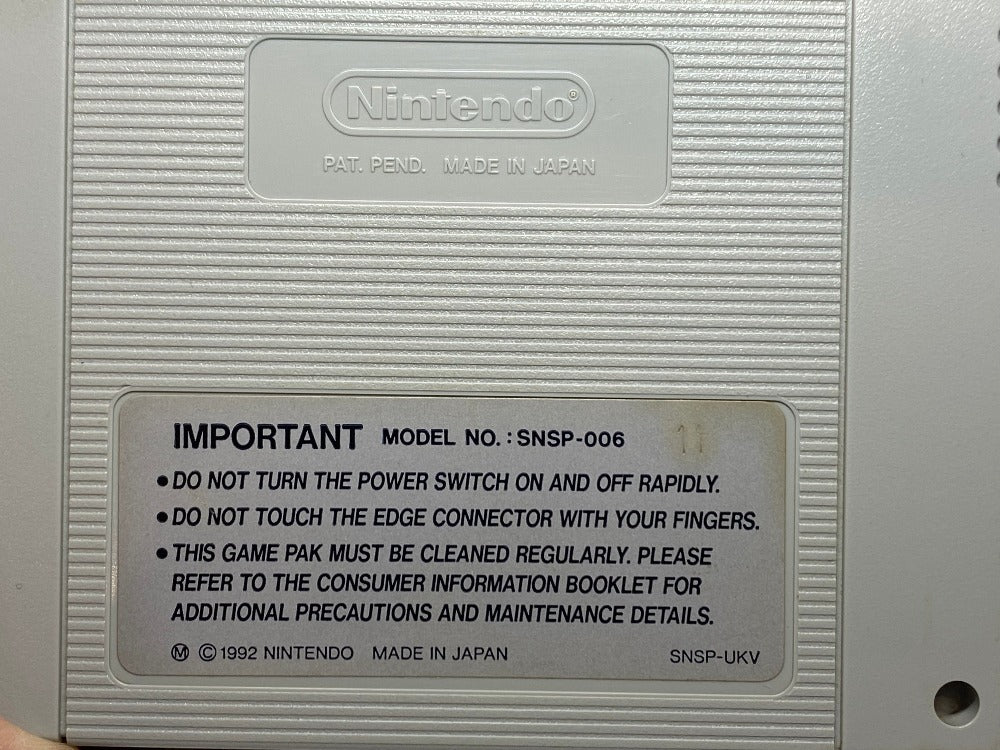 Nintendo®
PAT. PEND. MADE IN JAPAN
IMPORTANT MODEL NO. : SNSP-006
11
• DO NOT TURN THE POWER SWITCH ON AND OFF RAPIDLY.
• DO NOT TOUCH THE EDGE CONNECTOR WITH YOUR FINGERS.
• THIS GAME PAK MUST BE CLEANED REGULARLY. PLEASE
REFER TO THE CONSUMER INFORMATION BOOKLET FOR
ADDITIONAL PRECAUTIONS AND MAINTENANCE DETAILS.
Ⓜ ©1992 NINTENDO MADE IN JAPAN SNSP-UKV